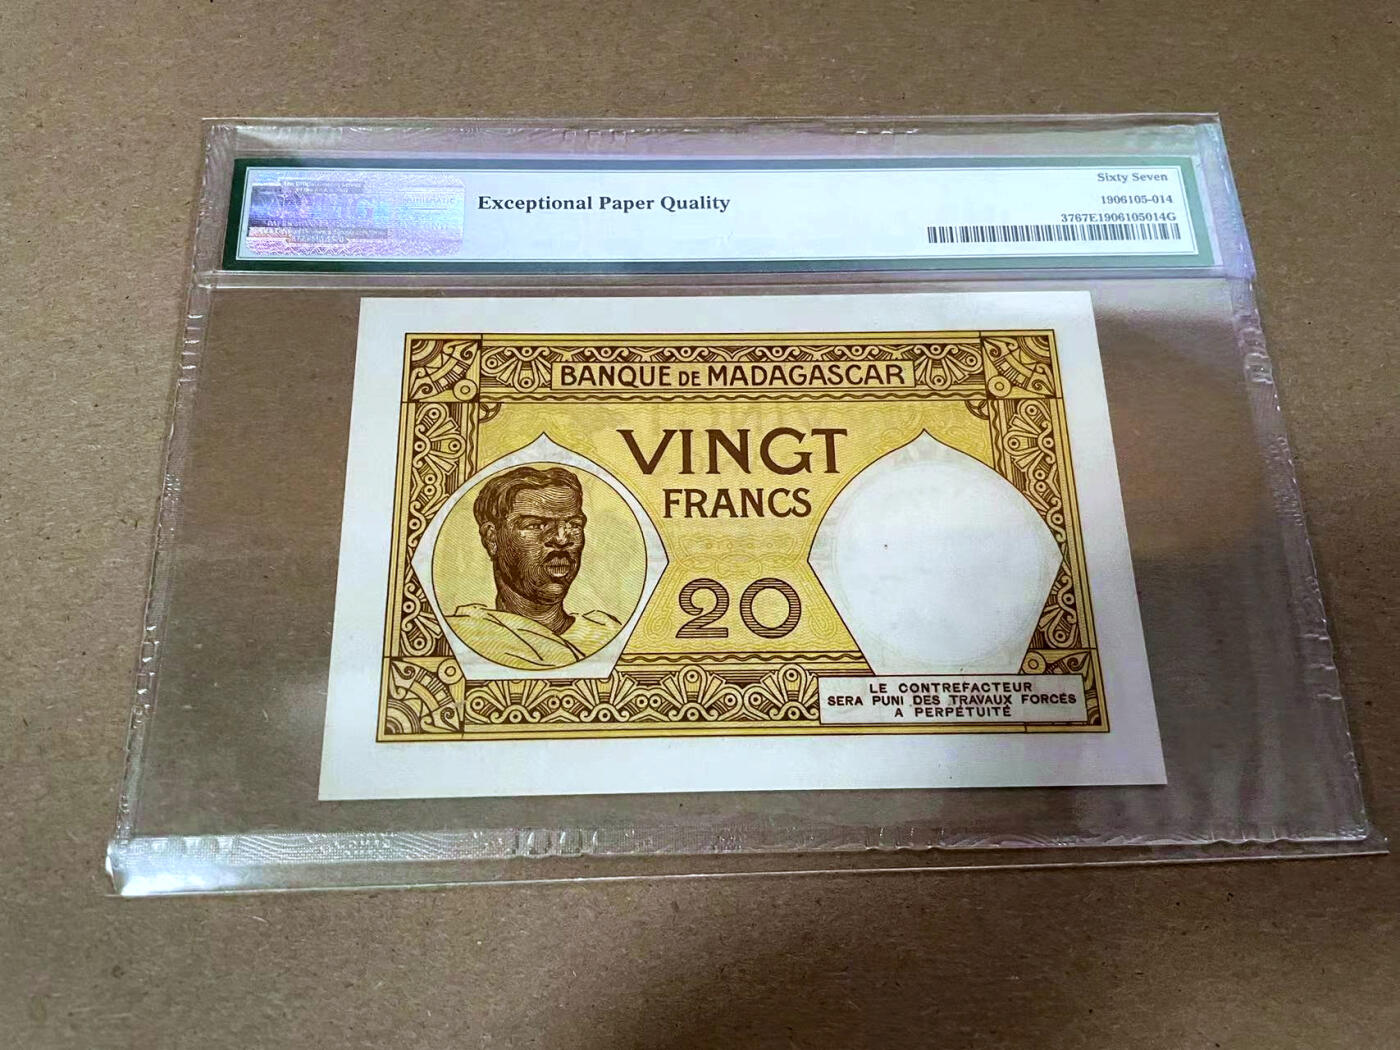 Sixty Seven
Exceptional Paper Quality
1906105-014
3767E1906105014G
BANQUE DE MADAGASCAR
VINGT
FRANCS
20
LE CONTREFACTEUR
SERA PUNI DES TRAVAUX FORCÉS
A PERPÉTUITÉ